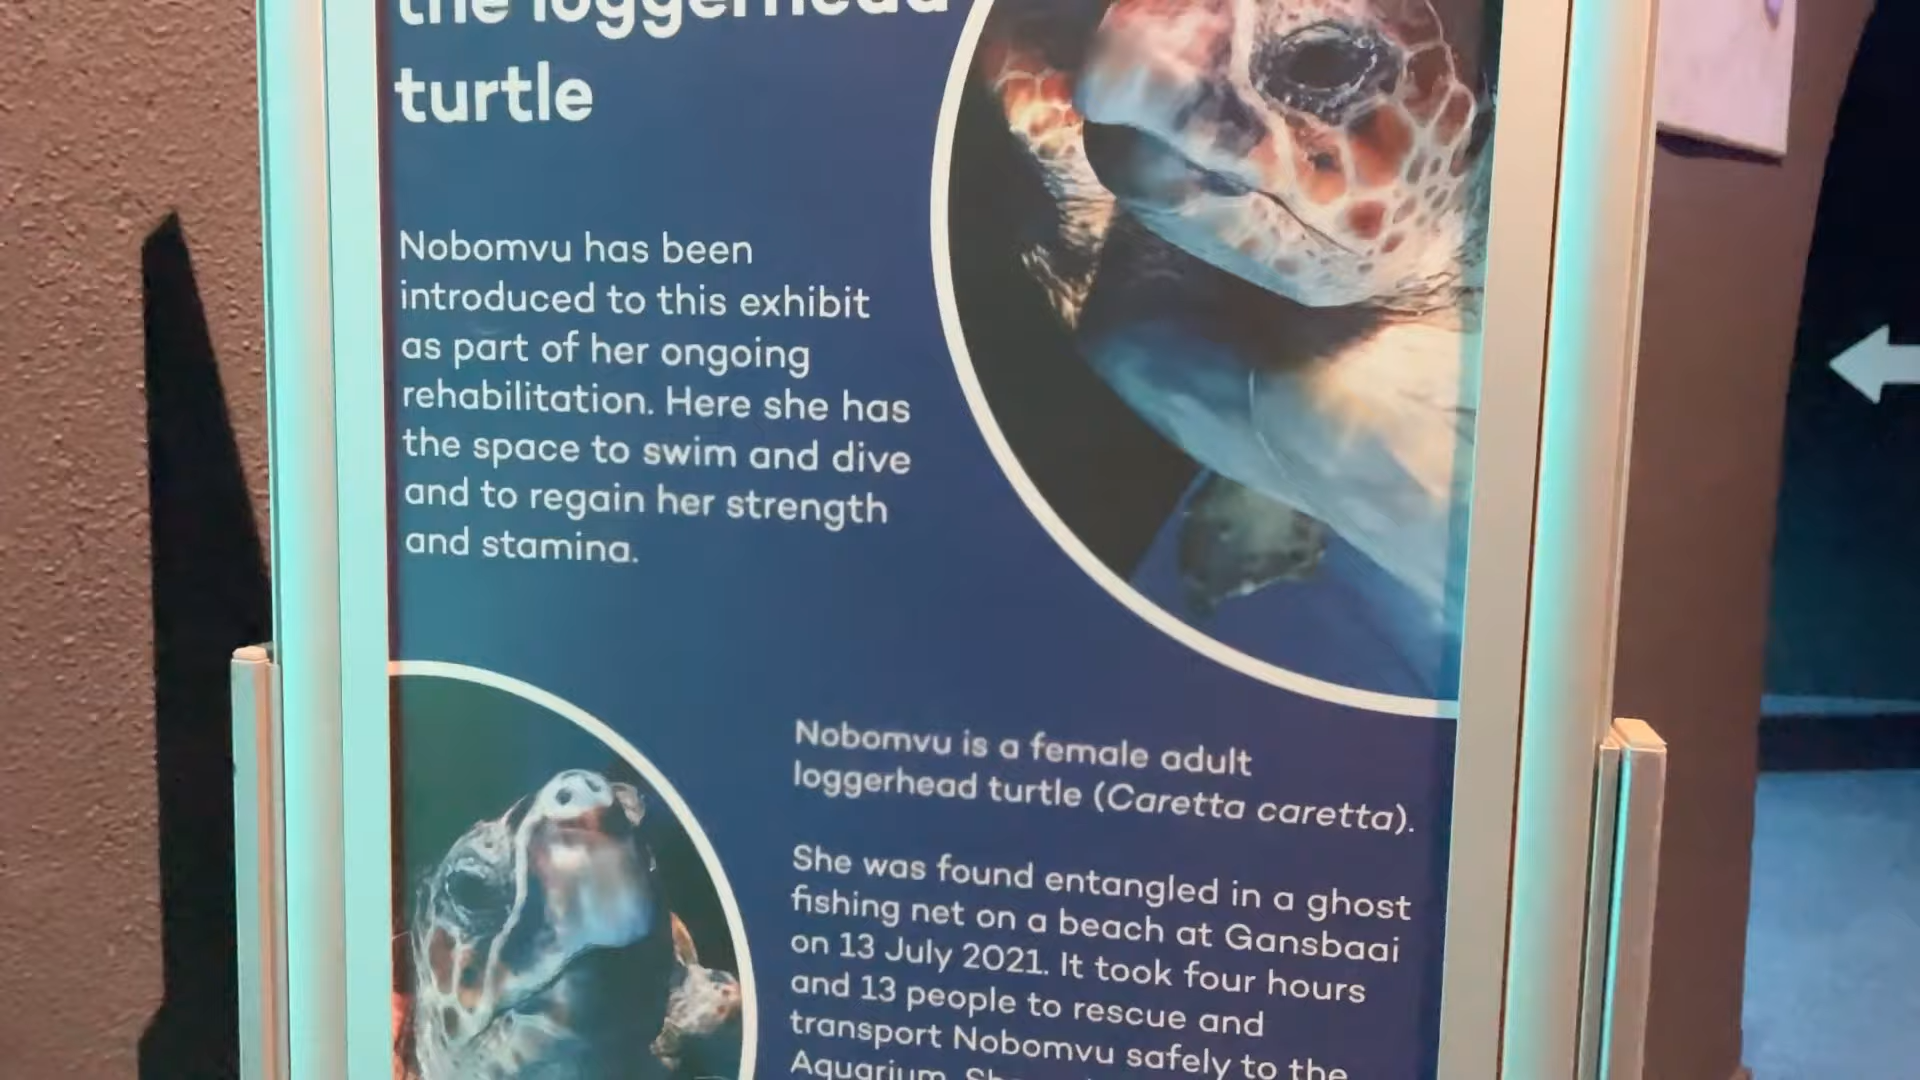 the loggerhead
turtle
Nobomvu has been
introduced to this exhibit
as part of her ongoing
rehabilitation. Here she has
the space to swim and dive
and to regain her strength
and stamina.
Nobomvu is a female adult
loggerhead turtle (Caretta caretta).
She was found entangled in a ghost
fishing net on a beach at Gansbaai
on 13 July 2021. It took four hours
and 13 people to rescue and
transport Nobomvu safely to the
Aquarium.